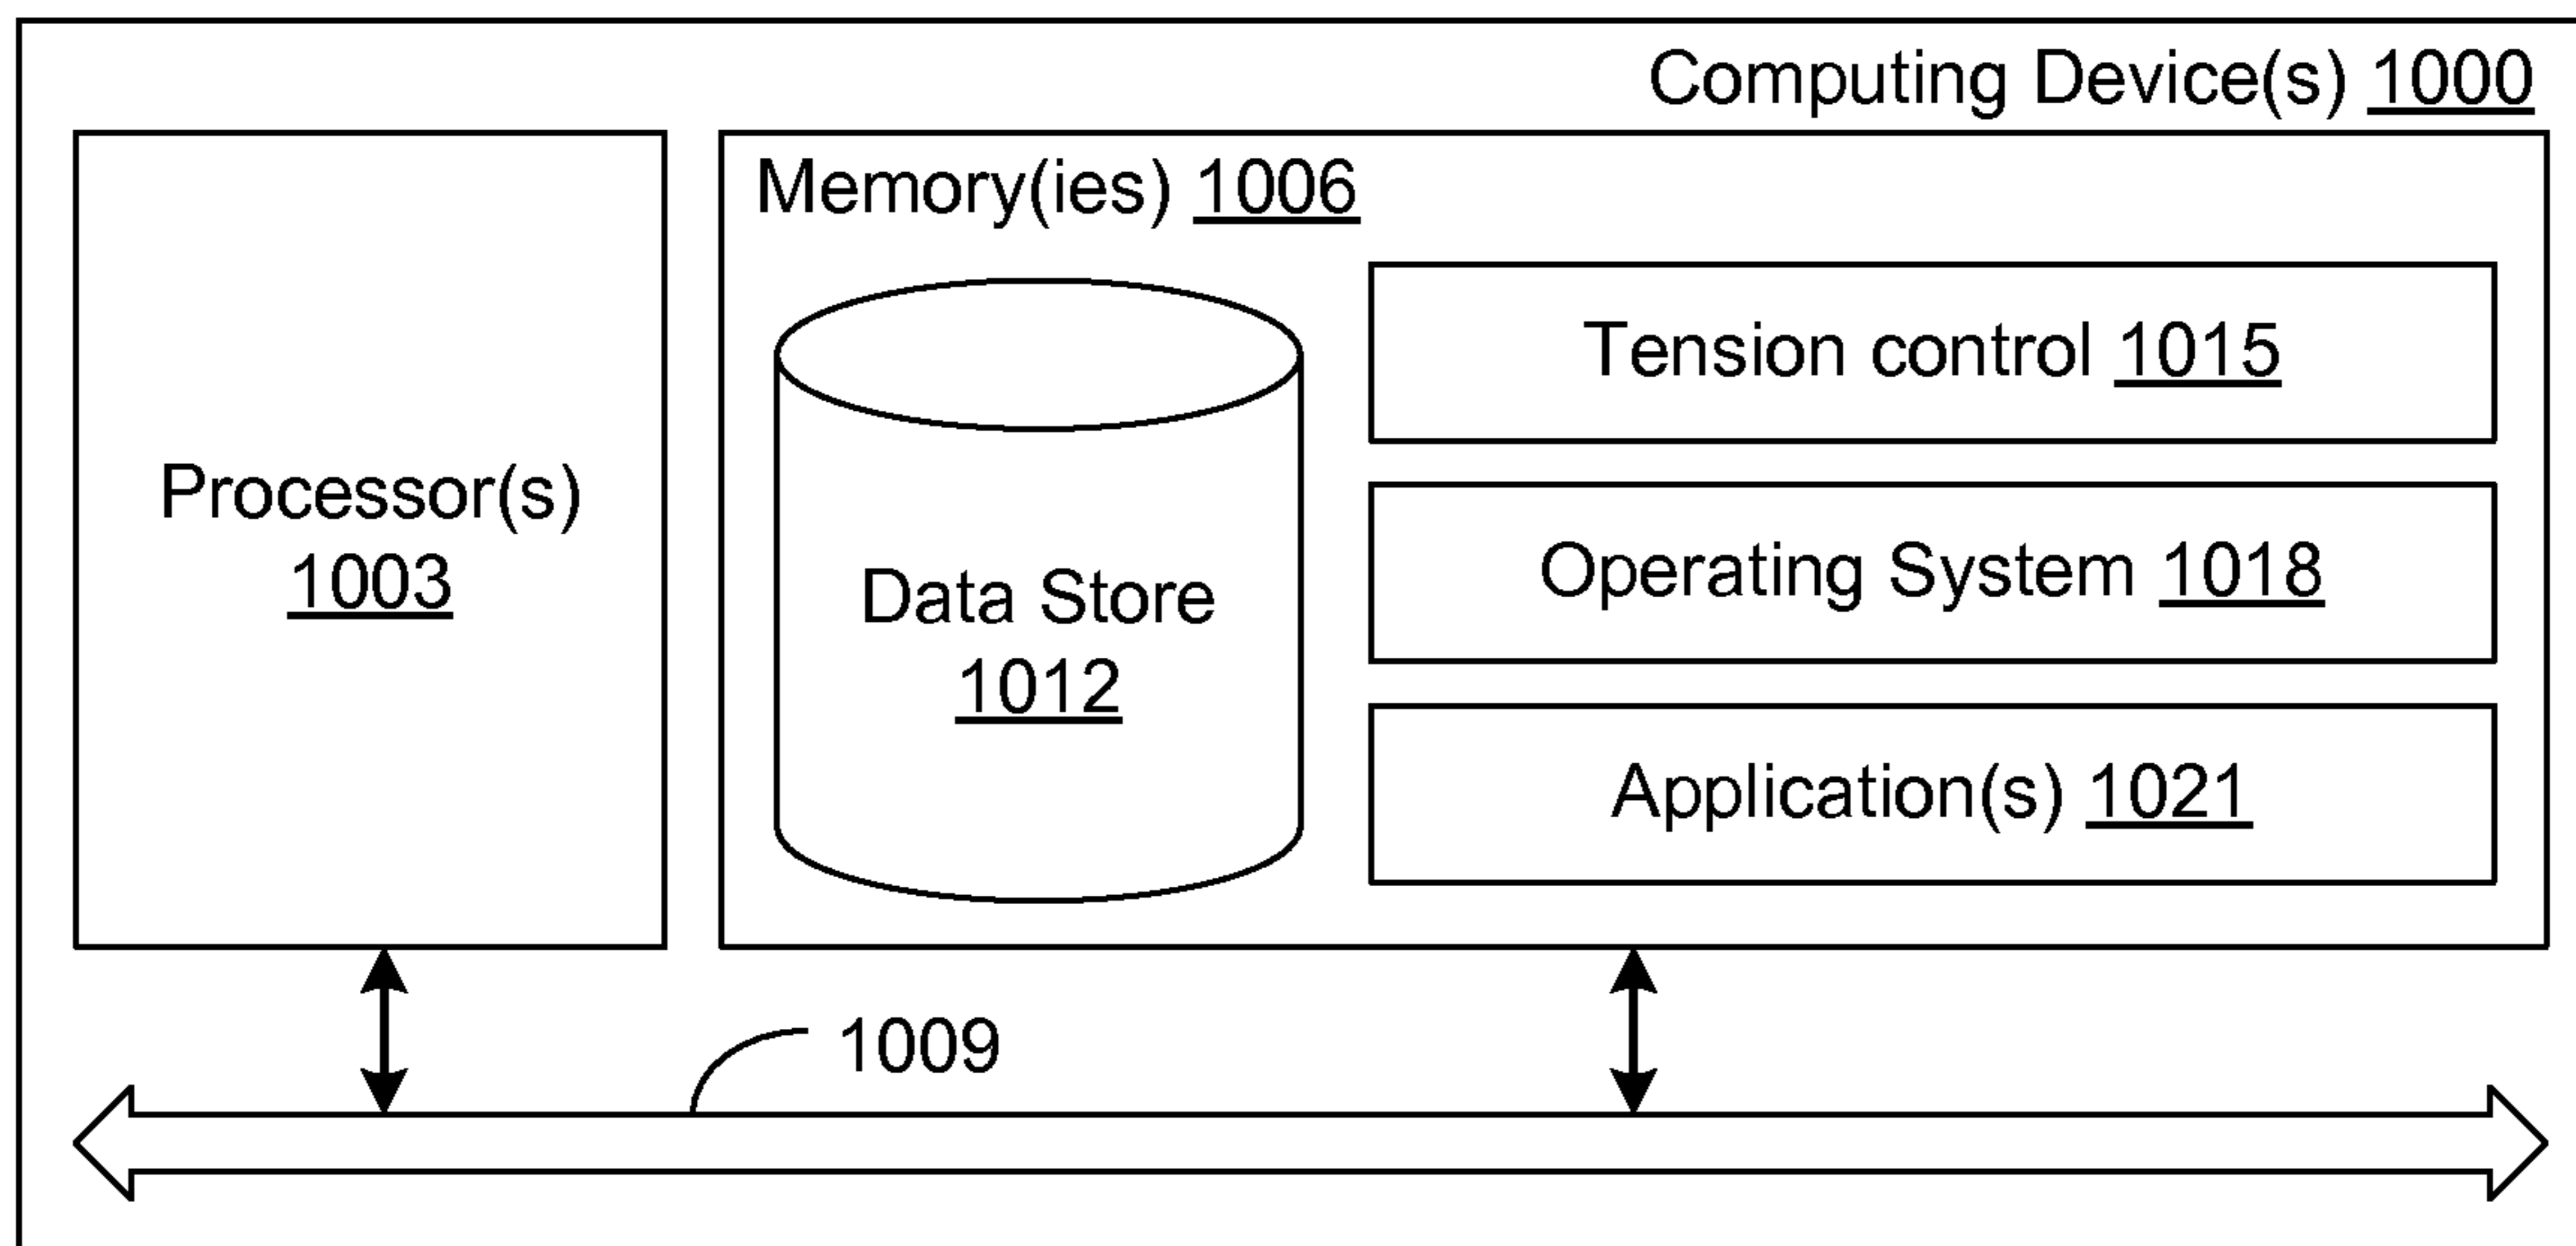 Computing Device(s) 1000
Memory(ies) 1006
Processor(s)
1003
Data Store
1012
Tension control 1015
Operating System 1018
Application(s) 1021
1009